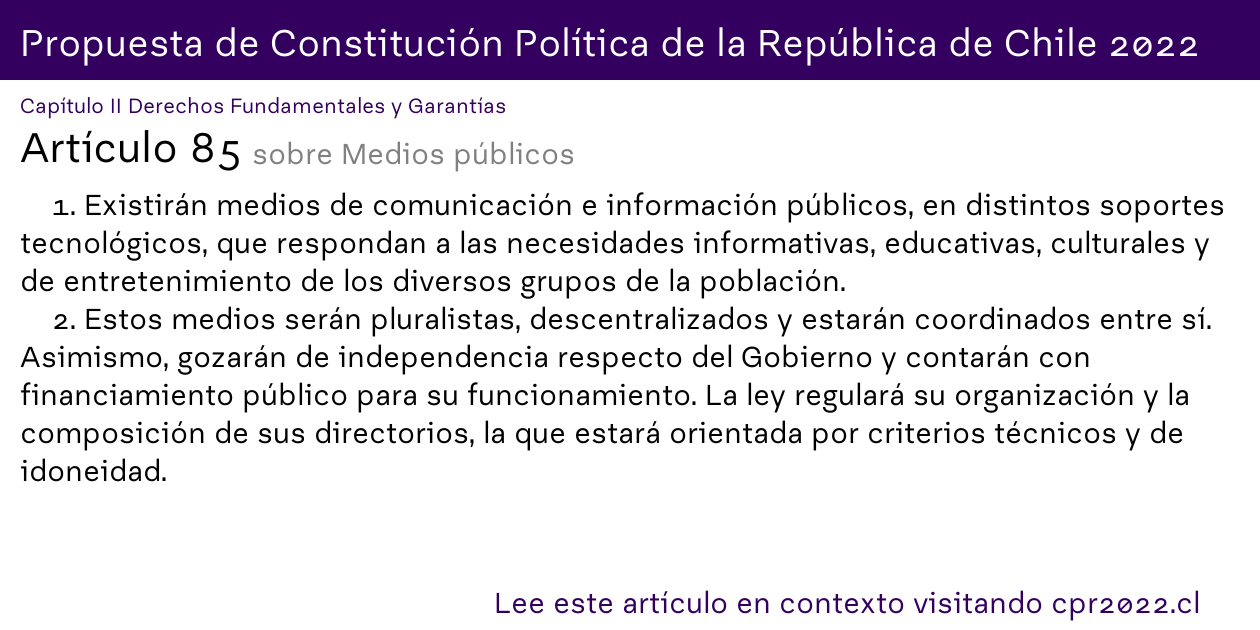 Propuesta de Constitución Política de la República de Chile 2022
Capítulo II Derechos Fundamentales y Garantías
Artículo 85 sobre Medios públicos
1. Existirán medios de comunicación e información públicos, en distintos soportes
tecnológicos, que respondan a las necesidades informativas, educativas, culturales y
de entretenimiento de los diversos grupos de la población.
2. Estos medios serán pluralistas, descentralizados y estarán coordinados entre sí.
Asimismo, gozarán de independencia respecto del Gobierno y contarán con
financiamiento público para su funcionamiento. La ley regulará su organización y la
composición de sus directorios, la que estará orientada por criterios técnicos y de
idoneidad.
Lee este artículo en contexto visitando cpr2022.cl